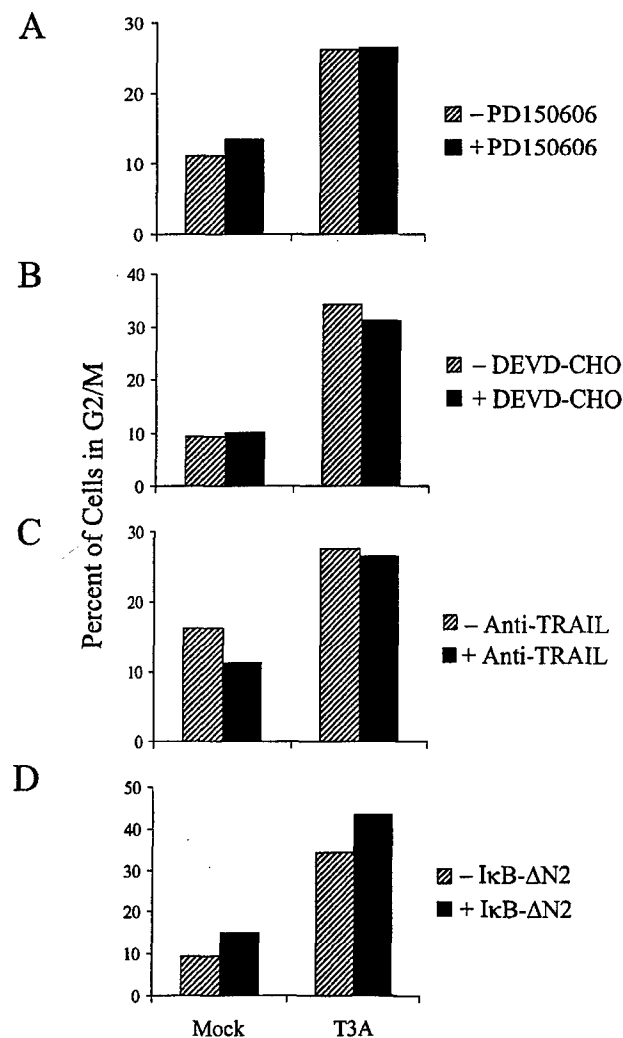 A
30
20
10
0
– PD150606
+ PD150606
B
40
30
20
10
0
– DEVD-CHO
+ DEVD-CHO
Percent of Cells in G2/M
C
30
20
10
0
– Anti-TRAIL
+ Anti-TRAIL
D
50
40
30
20
10
0
– IκB-ΔN2
+ IκB-ΔN2
Mock T3A